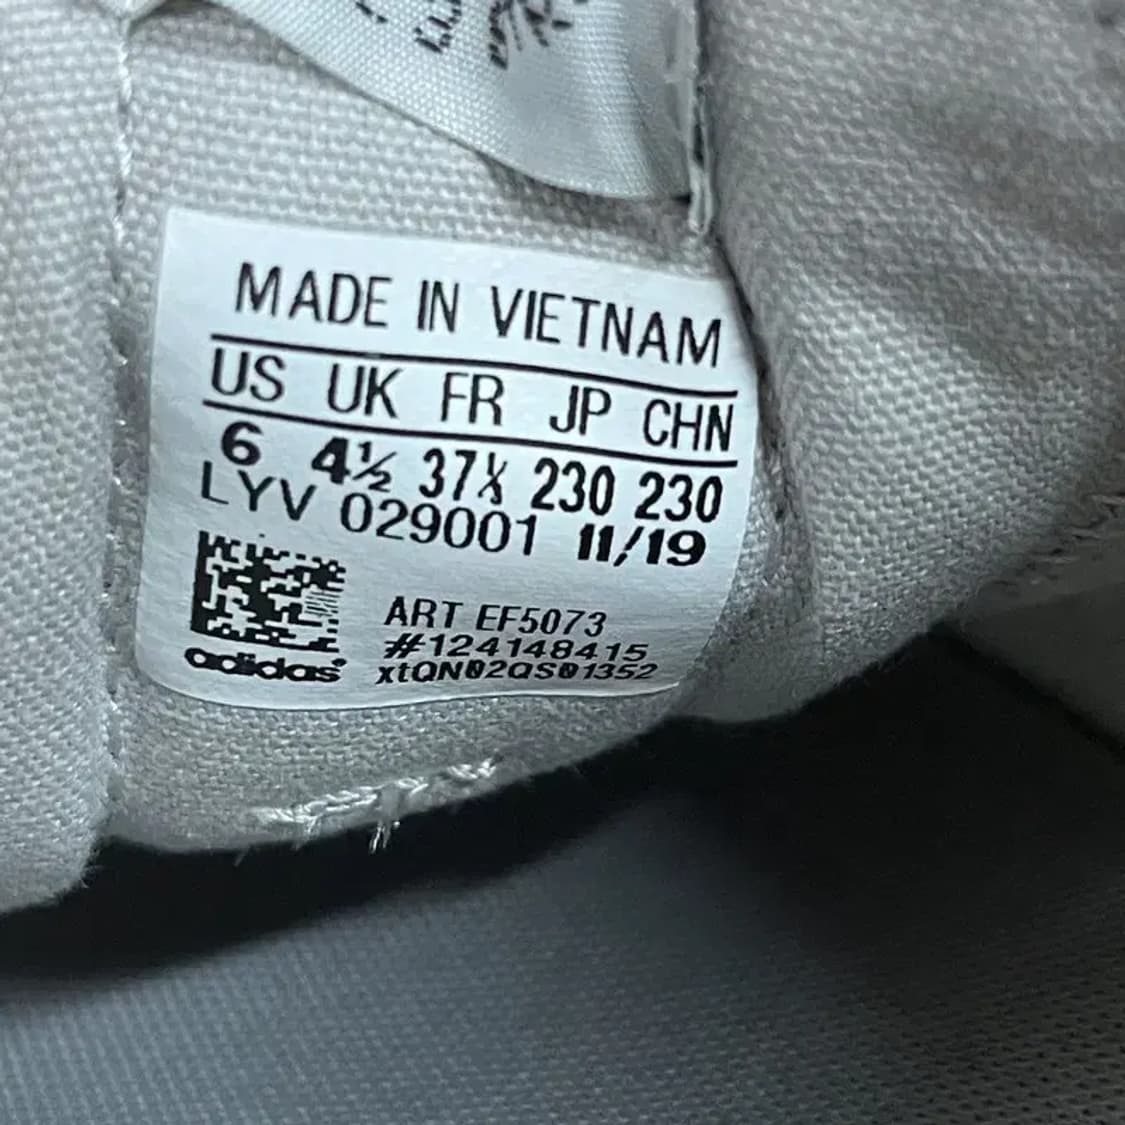 MADE IN VIETNAM
US UK FR JP CHN
6 4½ 37⅓ 230 230
LYV 029001 11/19
ART EF5073
#124148415
adidas xtQN02QS01352